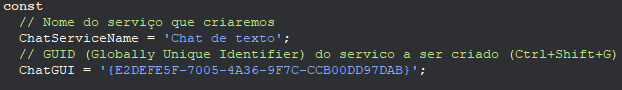 const
// Nome do serviço que criaremos
ChatServiceName = 'Chat de texto';
// GUID (Globally Unique Identifier) do servico a ser criado (Ctrl+Shift+G)
ChatGUI = '{E2DEFE5F-7005-4A36-9F7C-CCB00DD97DAB}';